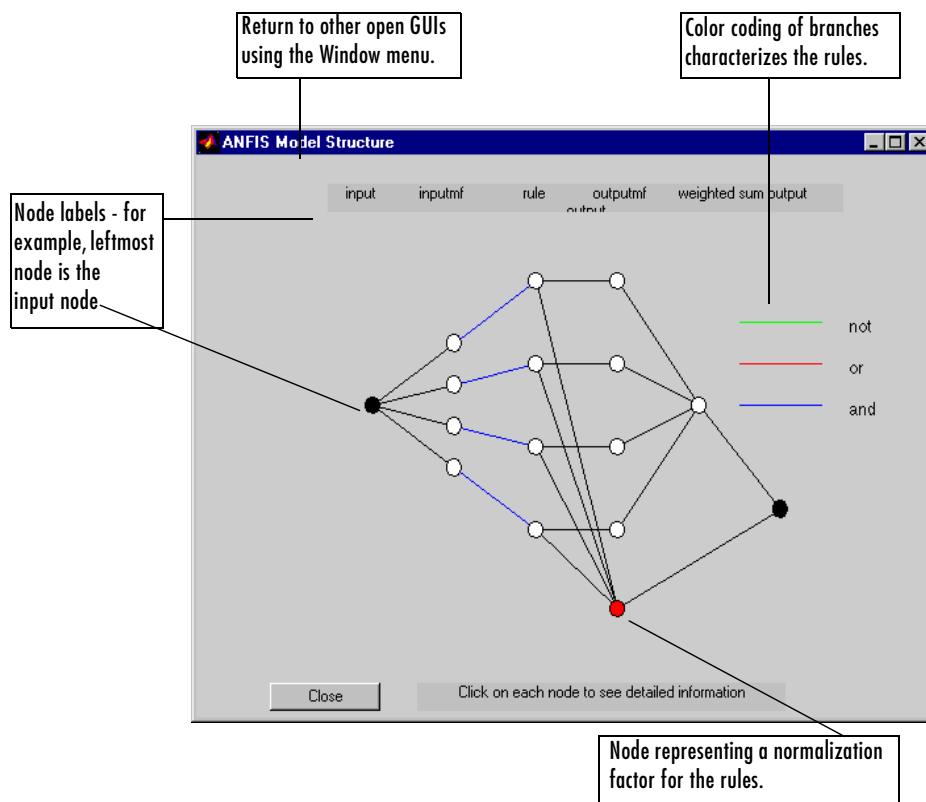 Return to other open GUIs
using the Window menu.
Color coding of branches
characterizes the rules.
ANFIS Model Structure
input inputmf rule outputmf weighted sum output
output
Node labels - for
example, leftmost
node is the
input node
not
or
and
Close
Click on each node to see detailed information
Node representing a normalization
factor for the rules.